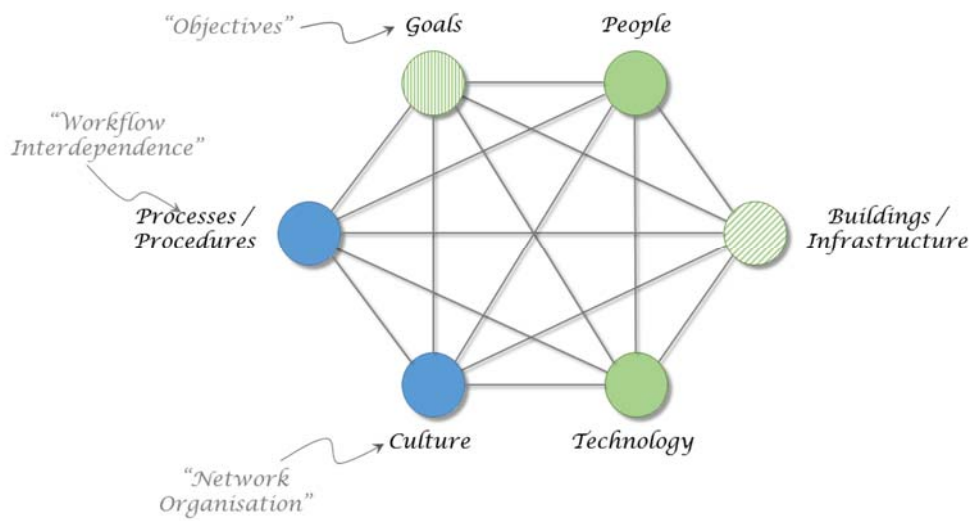 “Objectives”
Goals
People
“Workflow
Interdependence”
Processes /
Procedures
Buildings /
Infrastructure
Culture
Technology
“Network
Organisation”